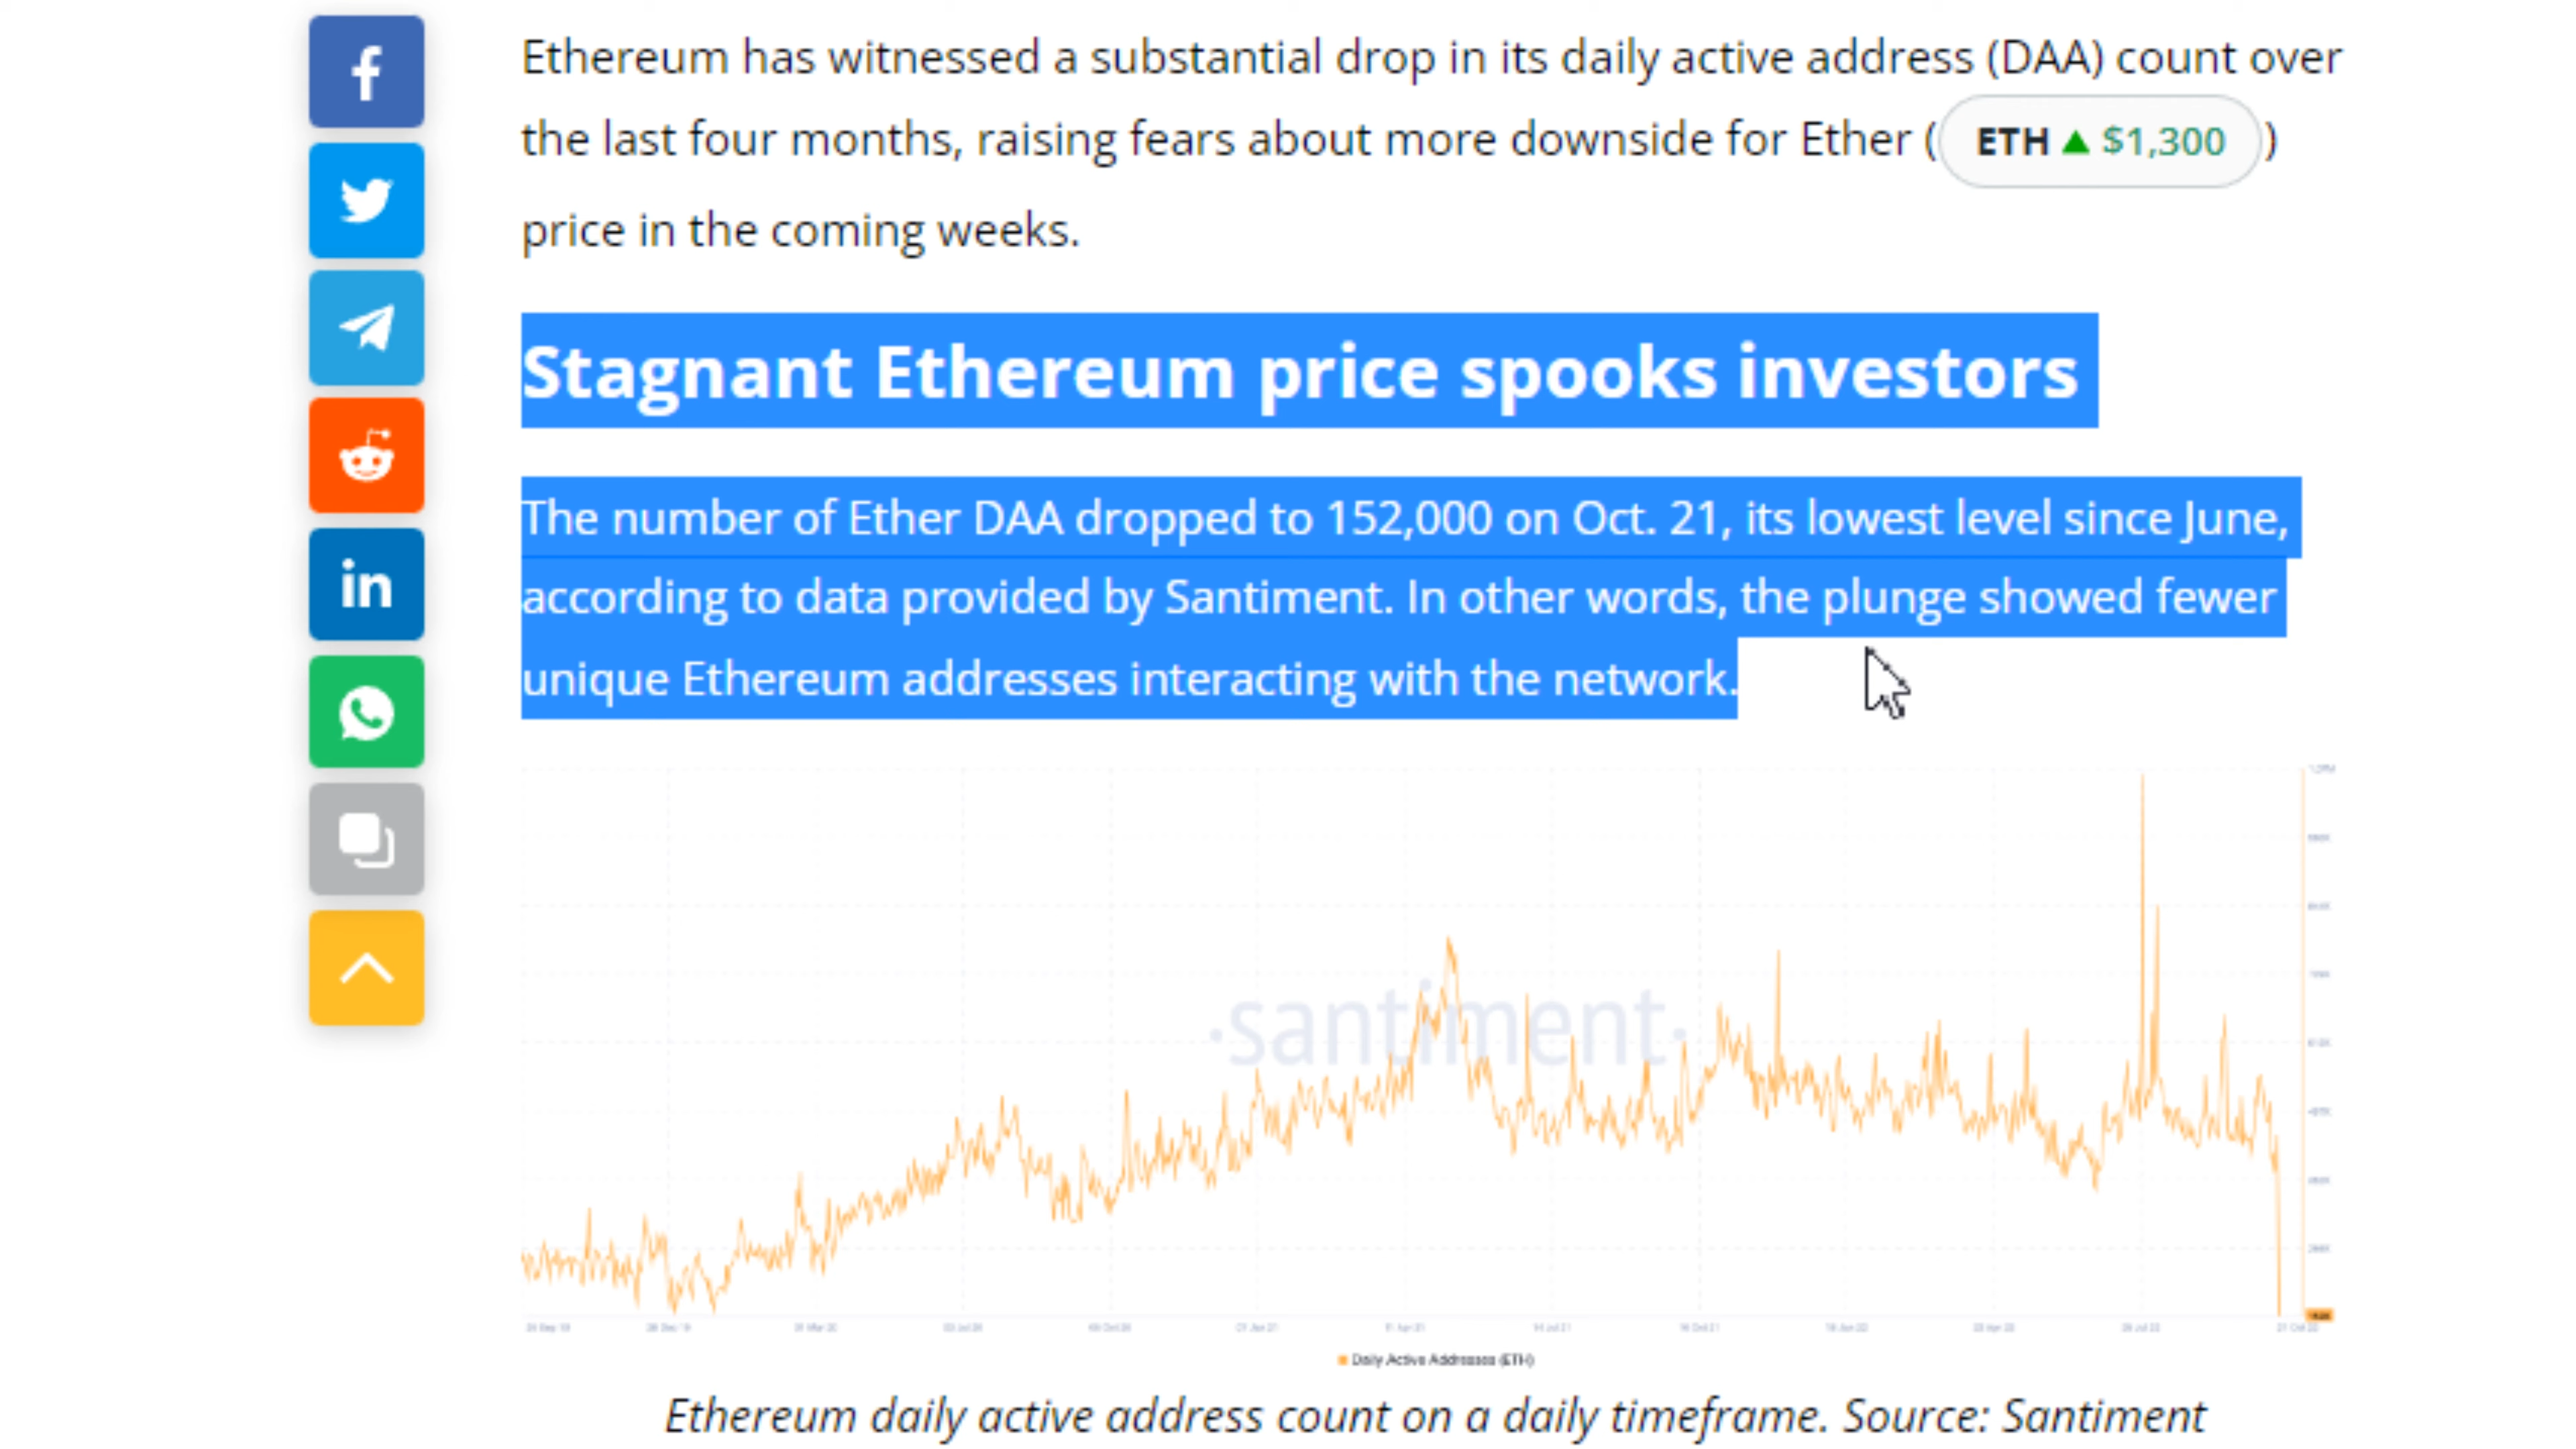 Ethereum has witnessed a substantial drop in its daily active address (DAA) count over
the last four months, raising fears about more downside for Ether ( ETH ▲ $1,300 )
price in the coming weeks.
Stagnant Ethereum price spooks investors
The number of Ether DAA dropped to 152,000 on Oct. 21, its lowest level since June,
according to data provided by Santiment. In other words, the plunge showed fewer
unique Ethereum addresses interacting with the network.
·santiment·
Daily Active Addresses (ETH)
Ethereum daily active address count on a daily timeframe. Source: Santiment